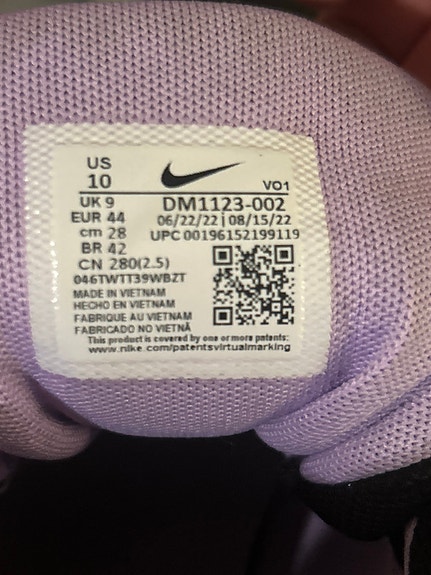 US
10
VO1
UK 9
DM1123-002
EUR 44
06/22/22 | 08/15/22
cm 28
UPC 00196152199119
BR 42
CN 280(2.5)
046TWTT39WBZT
MADE IN VIETNAM
HECHO EN VIETNAM
FABRIQUE AU VIETNAM
FABRICADO NO VIETNÃ
This product is covered by one or more patents:
www.nike.com/patentsvirtualmarking